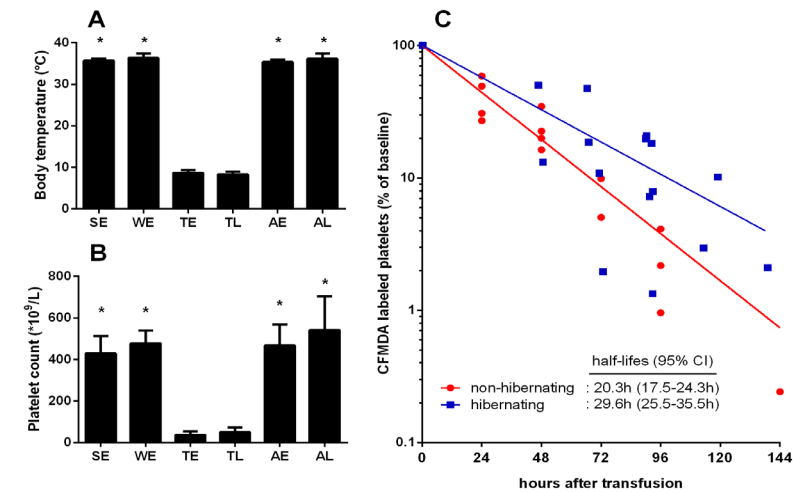 A
Body temperature (°C)
40
30
20
10
0
* * * *
SE WE TE TL AE AL
B
Platelet count (*10⁹/L)
800
600
400
200
0
* * * *
SE WE TE TL AE AL
C
CFMDA labeled platelets (% of baseline)
100
10
1
0.1
half-lifes (95% CI)
non-hibernating : 20.3h (17.5-24.3h)
hibernating : 29.6h (25.5-35.5h)
0 24 48 72 96 120 144
hours after transfusion